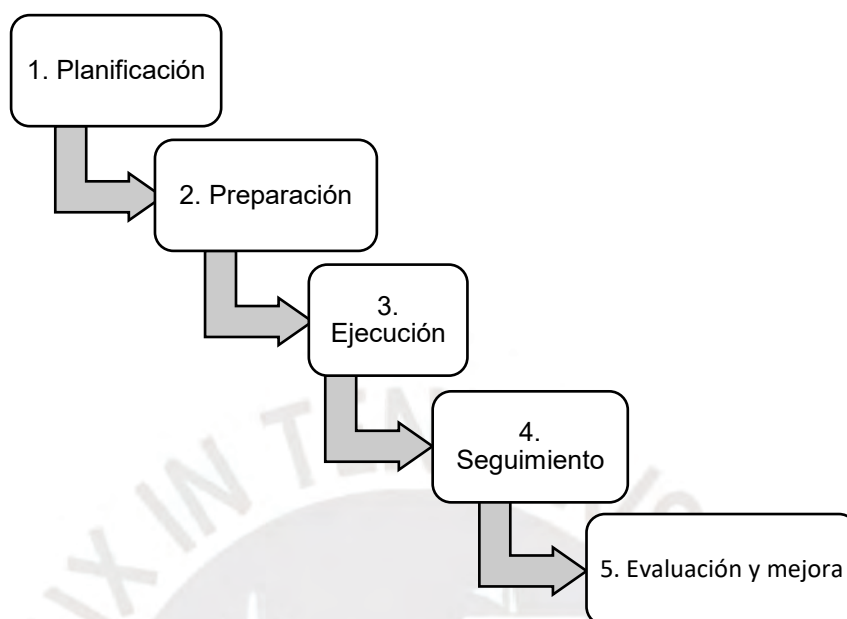 1. Planificación
2. Preparación
3.
Ejecución
4.
Seguimiento
5. Evaluación y mejora